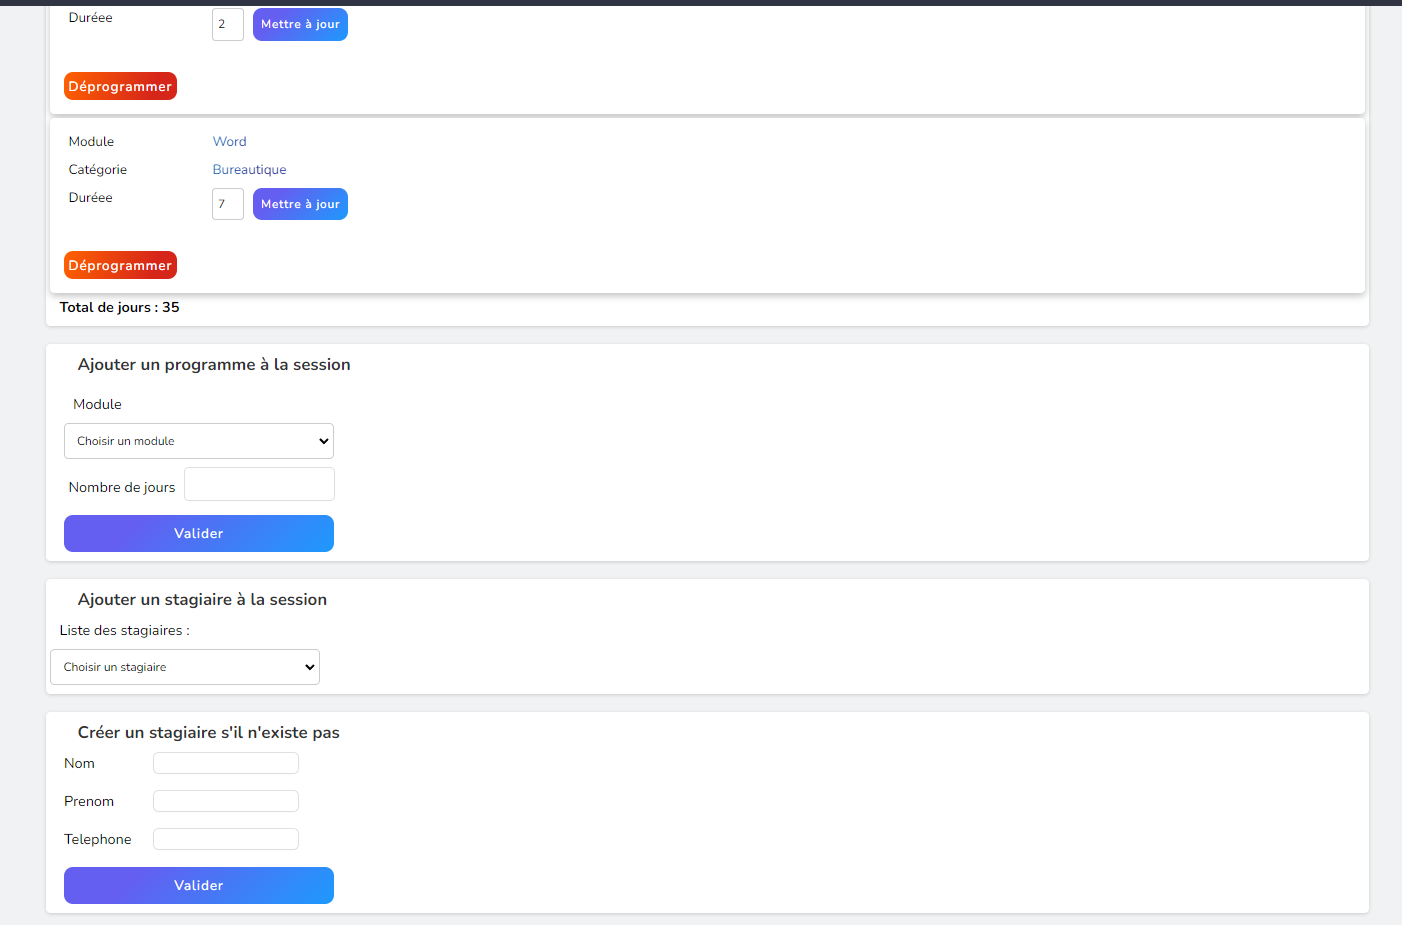 Duréee 2 Mettre à jour
Déprogrammer
Module Word
Catégorie Bureautique
Duréee 7 Mettre à jour
Déprogrammer
Total de jours : 35
Ajouter un programme à la session
Module
Choisir un module
Nombre de jours
Valider
Ajouter un stagiaire à la session
Liste des stagiaires :
Choisir un stagiaire
Créer un stagiaire s'il n'existe pas
Nom
Prenom
Telephone
Valider